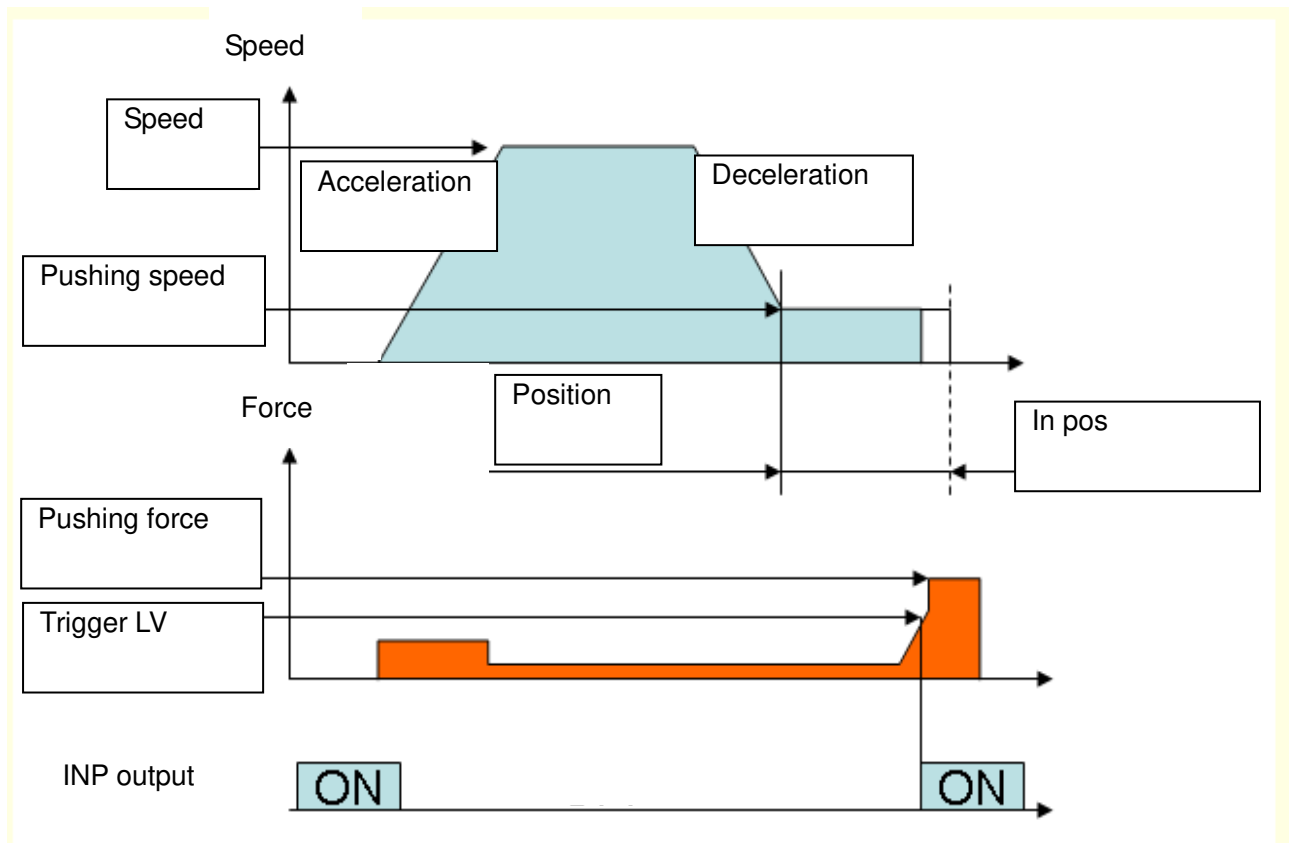 Speed
Speed
Acceleration
Deceleration
Pushing speed
Position
Force
In pos
Pushing force
Trigger LV
INP output
ON
ON